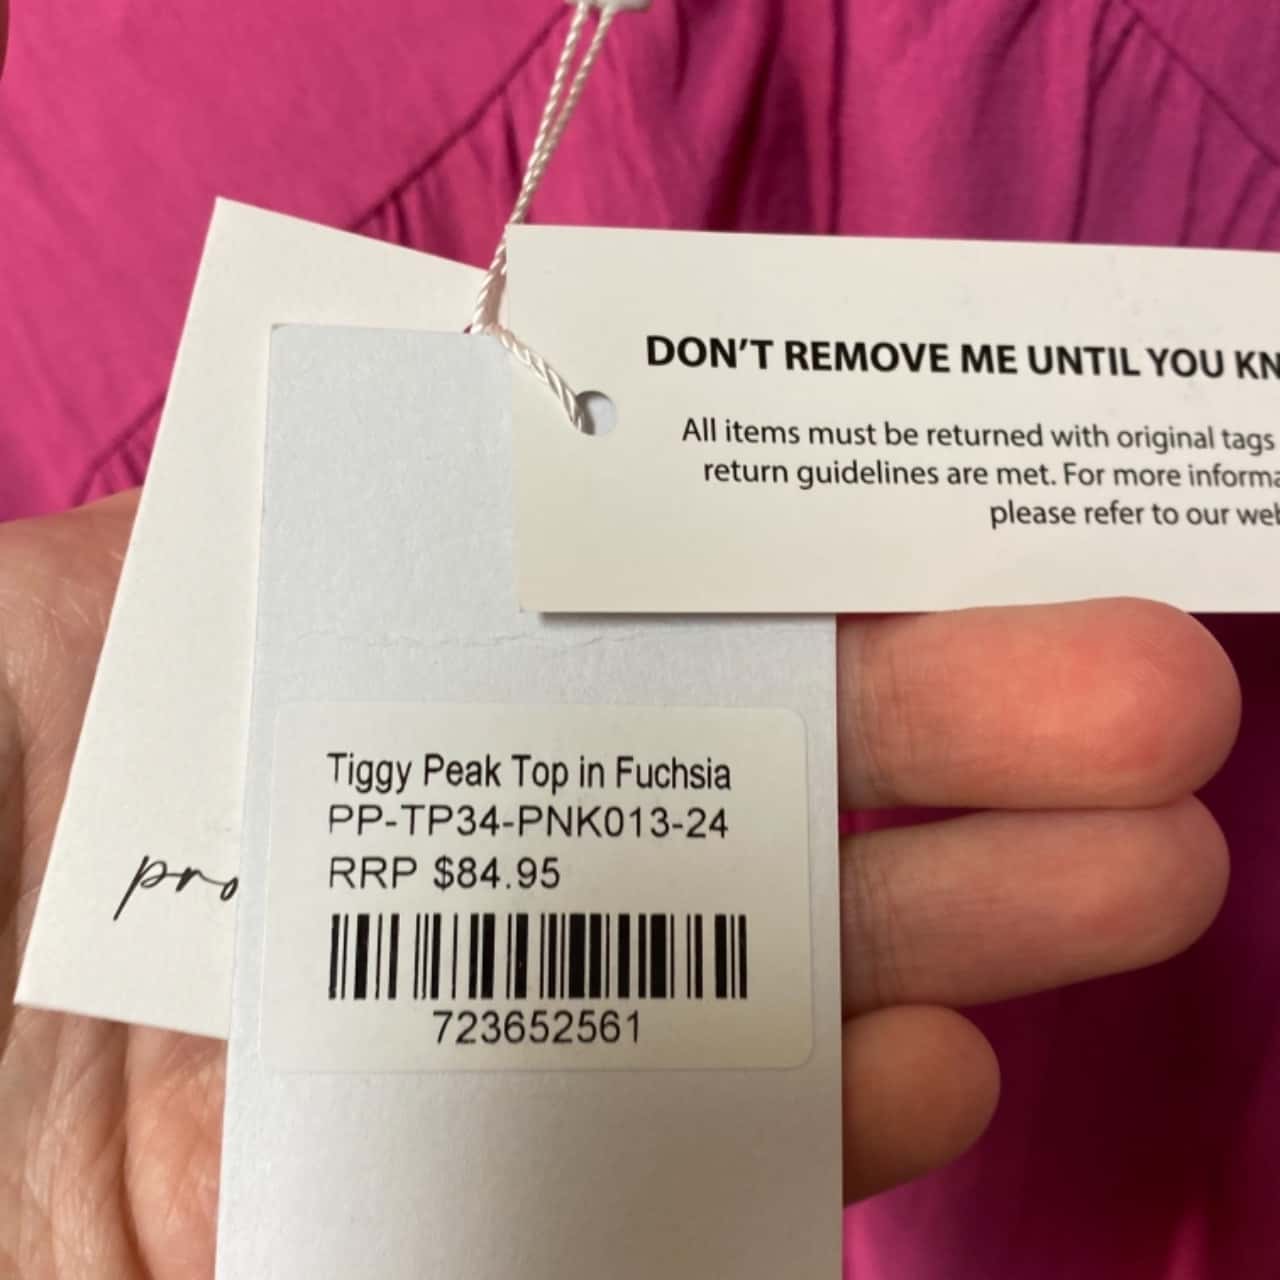 DON'T REMOVE ME UNTIL YOU KN
All items must be returned with original tags
return guidelines are met. For more informa
please refer to our web
Tiggy Peak Top in Fuchsia
PP-TP34-PNK013-24
RRP $84.95
723652561
pro